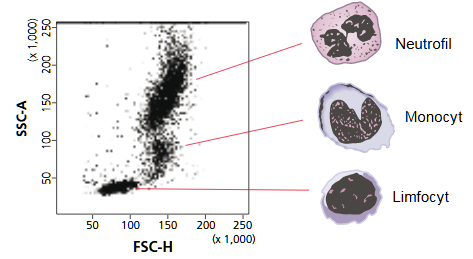 (x 1,000)
250
200
150
100
50
SSC-A
50 100 150 200 250
(x 1,000)
FSC-H
Neutrofil
Monocyt
Limfocyt